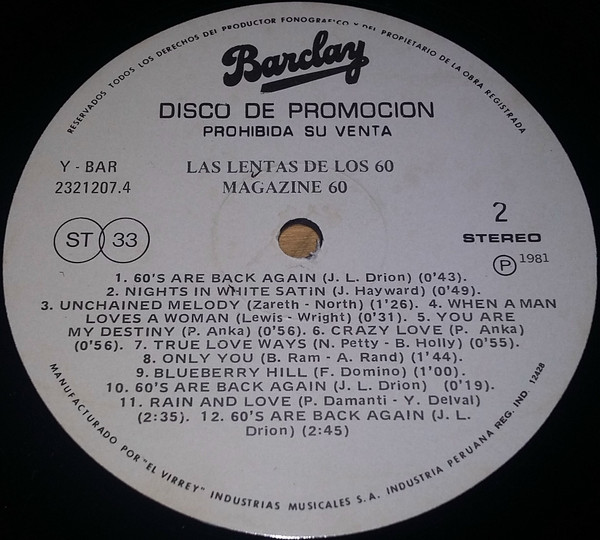 RESERVADOS TODOS LOS DERECHOS DEL PRODUCTOR FONOGRAFICO Y DEL PROPIETARIO DE LA OBRA REGISTRADA
Barclay
DISCO DE PROMOCION
PROHIBIDA SU VENTA
Y - BAR
2321207.4
LAS LENTAS DE LOS 60
MAGAZINE 60
ST 33
2
STEREO
P 1981
1. 60'S ARE BACK AGAIN (J. L. Drion) (0'43).
2. NIGHTS IN WHITE SATIN (J. Hayward) (0'49).
3. UNCHAINED MELODY (Zareth - North) (1'26). 4. WHEN A MAN
LOVES A WOMAN (Lewis - Wright) (0'31). 5. YOU ARE
MY DESTINY (P. Anka) (0'56). 6. CRAZY LOVE (P. Anka)
(0'56). 7. TRUE LOVE WAYS (N. Petty - B. Holly) (0'55).
8. ONLY YOU (B. Ram - A. Rand) (1'44).
9. BLUEBERRY HILL (F. Domino) (1'00).
10. 60'S ARE BACK AGAIN (J. L. Drion) (0'19).
11. RAIN AND LOVE (P. Damanti - Y. Delval)
(2:35). 12. 60'S ARE BACK AGAIN (J. L.
Drion) (2:45)
MANUFACTURADO POR "EL VIRREY" INDUSTRIAS MUSICALES S.A. INDUSTRIA PERUANA REG. IND. 12428